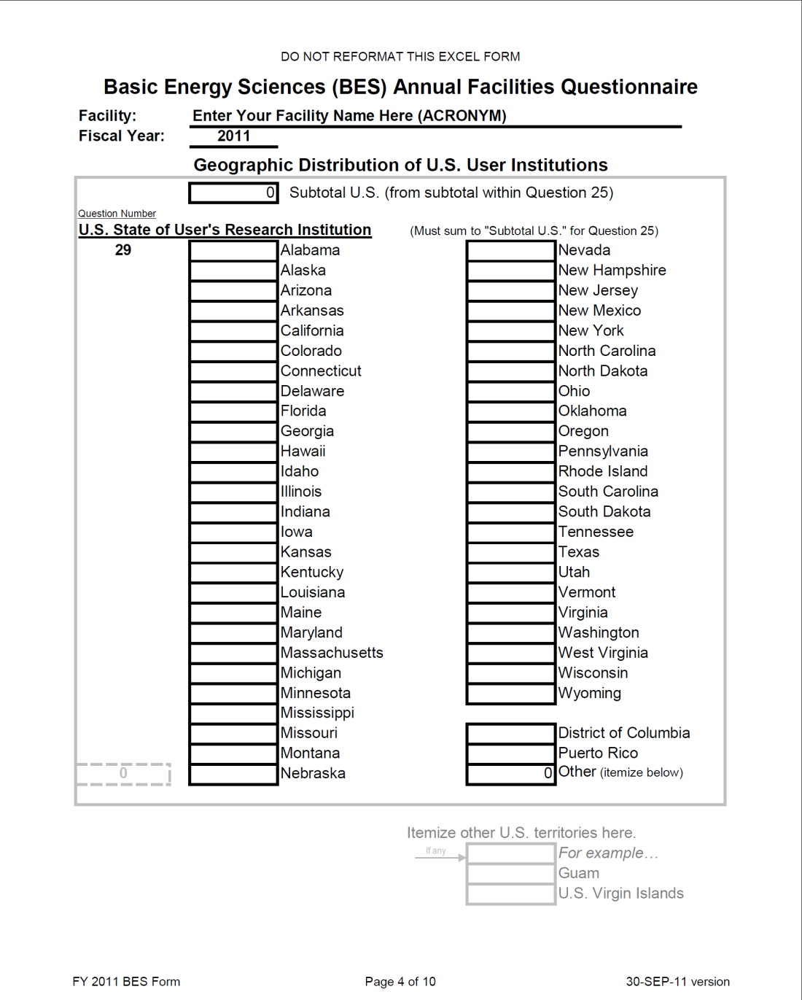 DO NOT REFORMAT THIS EXCEL FORM
Basic Energy Sciences (BES) Annual Facilities Questionnaire
Facility: Enter Your Facility Name Here (ACRONYM)
Fiscal Year: 2011
Geographic Distribution of U.S. User Institutions
0 Subtotal U.S. (from subtotal within Question 25)
Question Number
U.S. State of User's Research Institution (Must sum to "Subtotal U.S." for Question 25)
29 Alabama Nevada
Alaska New Hampshire
Arizona New Jersey
Arkansas New Mexico
California New York
Colorado North Carolina
Connecticut North Dakota
Delaware Ohio
Florida Oklahoma
Georgia Oregon
Hawaii Pennsylvania
Idaho Rhode Island
Illinois South Carolina
Indiana South Dakota
Iowa Tennessee
Kansas Texas
Kentucky Utah
Louisiana Vermont
Maine Virginia
Maryland Washington
Massachusetts West Virginia
Michigan Wisconsin
Minnesota Wyoming
Mississippi
Missouri District of Columbia
Montana Puerto Rico
0 Nebraska 0 Other (itemize below)
Itemize other U.S. territories here.
If any For example...
Guam
U.S. Virgin Islands
FY 2011 BES Form Page 4 of 10 30-SEP-11 version